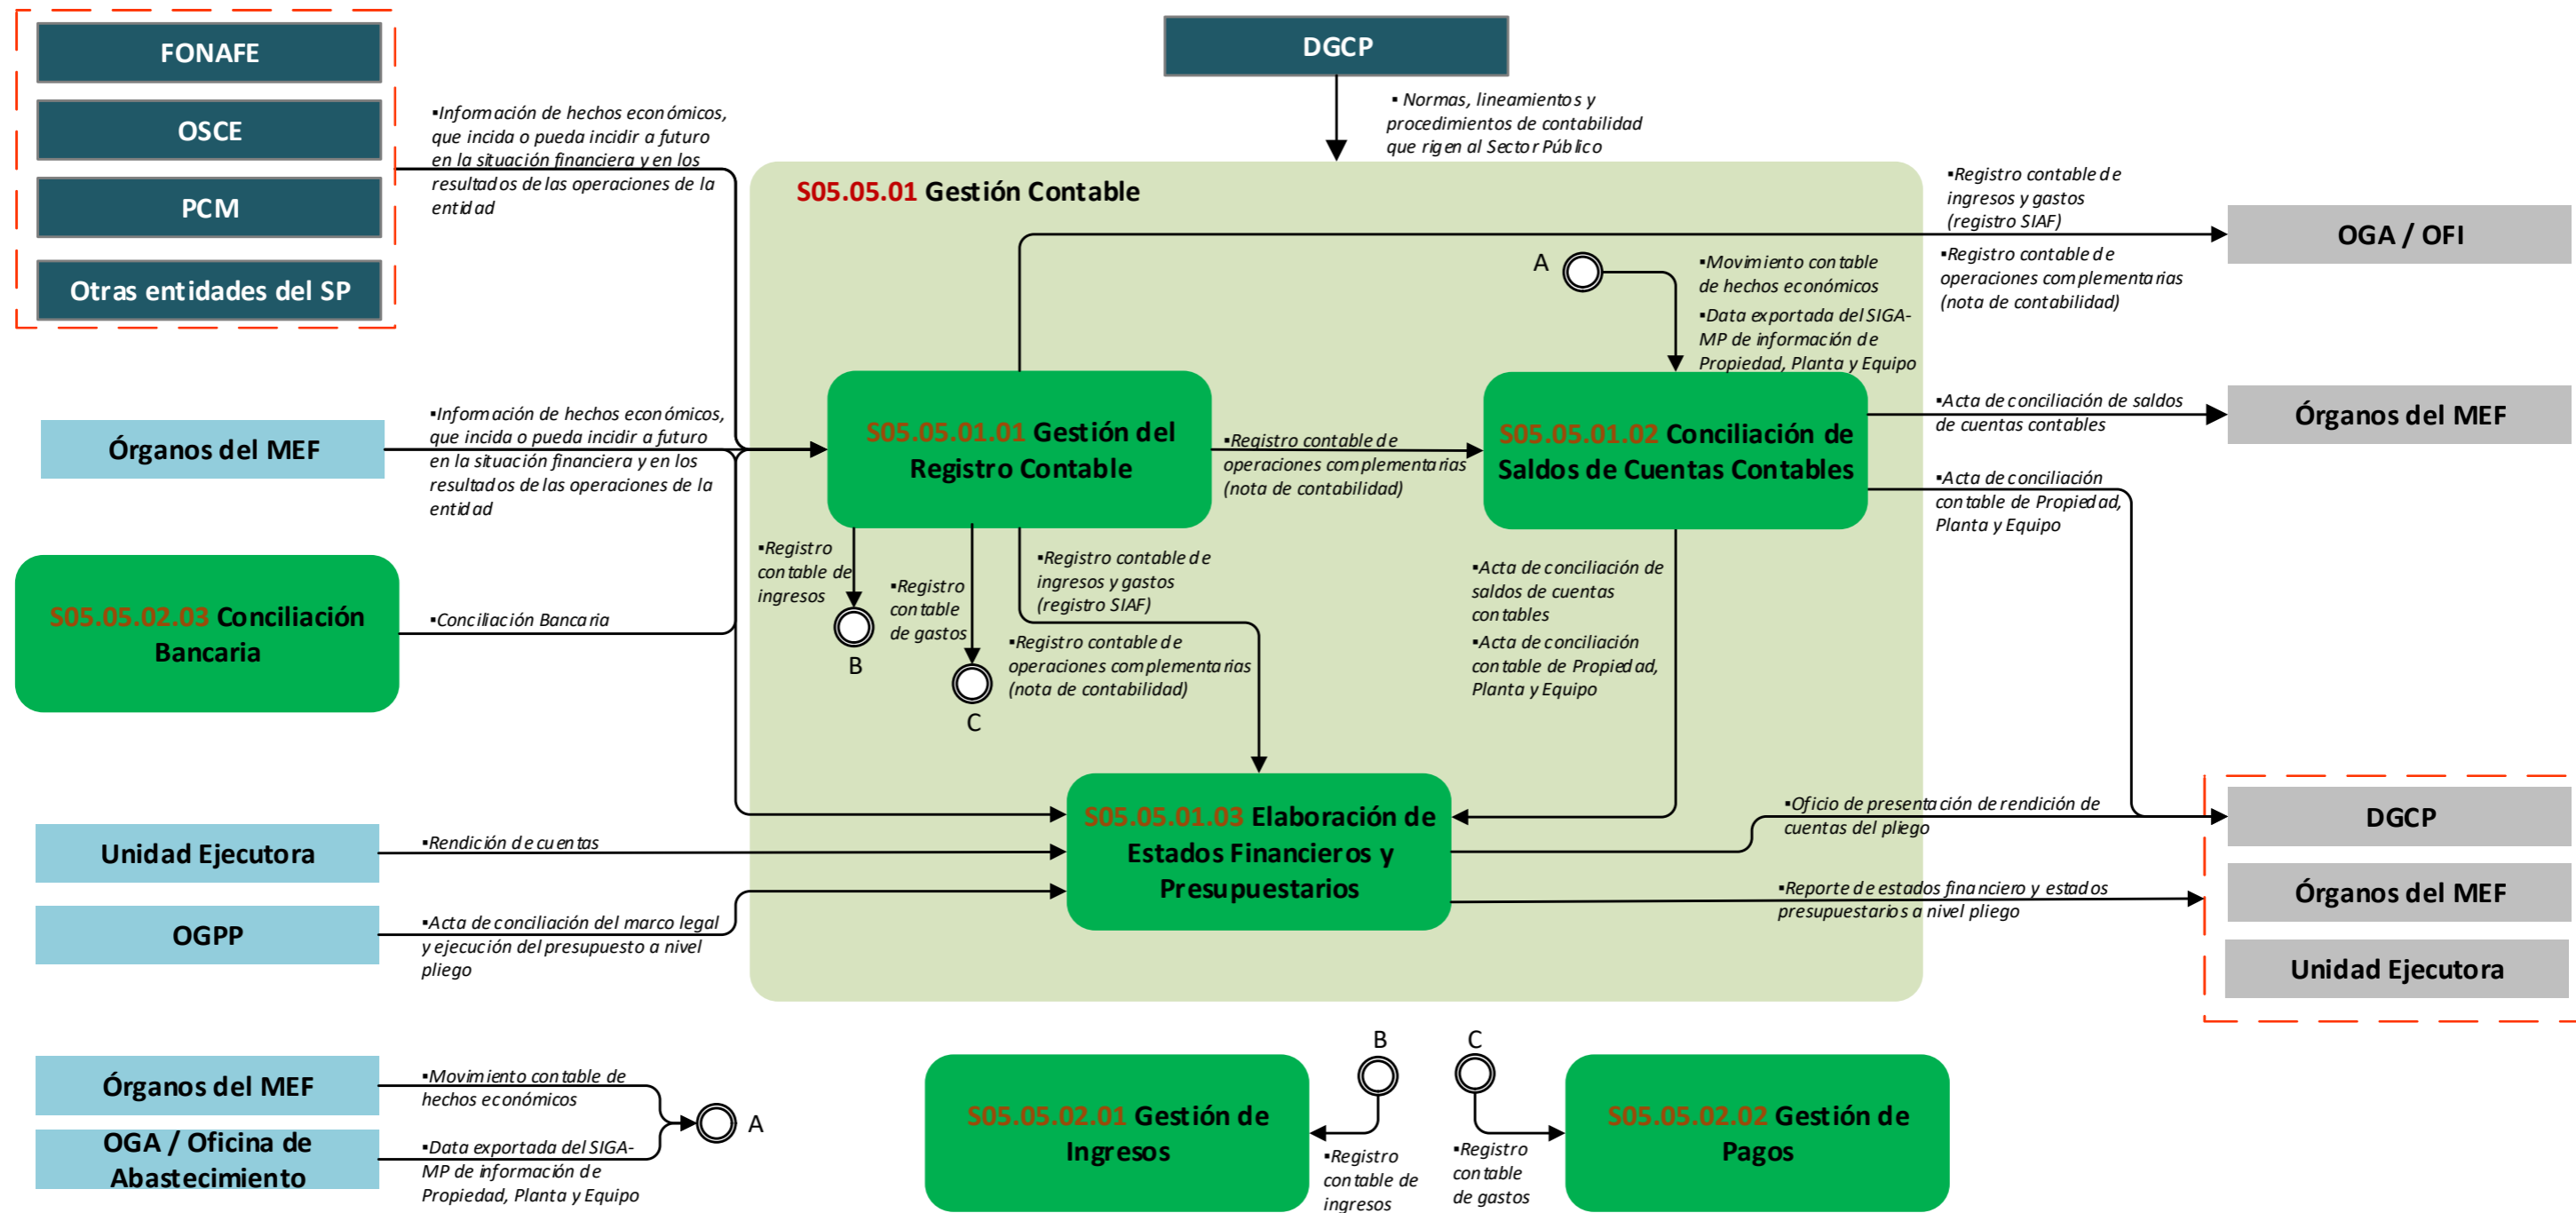 FONAFE
OSCE
PCM
Otras entidades del SP
▪Información de hechos económicos,
que incida o pueda incidir a futuro
en la situación financiera y en los
resultados de las operaciones de la
entidad
DGCP
▪ Normas, lineamientos y
procedimientos de contabilidad
que rigen al Sector Público
S05.05.01 Gestión Contable
▪Registro contable de
ingresos y gastos
(registro SIAF)
▪Registro contable de
operaciones complementarias
(nota de contabilidad)
OGA / OFI
A
▪Movimiento contable
de hechos económicos
▪Data exportada del SIGA-
MP de información de
Propiedad, Planta y Equipo
Órganos del MEF
▪Información de hechos económicos,
que incida o pueda incidir a futuro
en la situación financiera y en los
resultados de las operaciones de la
entidad
S05.05.01.01 Gestión del
Registro Contable
▪Registro contable de
operaciones complementarias
(nota de contabilidad)
S05.05.01.02 Conciliación de
Saldos de Cuentas Contables
▪Acta de conciliación de saldos
de cuentas contables
Órganos del MEF
▪Acta de conciliación
contable de Propiedad,
Planta y Equipo
S05.05.02.03 Conciliación
Bancaria
▪Conciliación Bancaria
▪Registro
contable de
ingresos
B
▪Registro
contable
de gastos
C
▪Registro contable de
ingresos y gastos
(registro SIAF)
▪Registro contable de
operaciones complementarias
(nota de contabilidad)
▪Acta de conciliación de
saldos de cuentas
contables
▪Acta de conciliación
contable de Propiedad,
Planta y Equipo
Unidad Ejecutora
▪Rendición de cuentas
OGPP
▪Acta de conciliación del marco legal
y ejecución del presupuesto a nivel
pliego
S05.05.01.03 Elaboración de
Estados Financieros y
Presupuestarios
▪Oficio de presentación de rendición de
cuentas del pliego
▪Reporte de estados financiero y estados
presupuestarios a nivel pliego
DGCP
Órganos del MEF
Unidad Ejecutora
Órganos del MEF
▪Movimiento contable de
hechos económicos
OGA / Oficina de
Abastecimiento
▪Data exportada del SIGA-
MP de información de
Propiedad, Planta y Equipo
A
S05.05.02.01 Gestión de
Ingresos
B
▪Registro
contable de
ingresos
C
▪Registro
contable
de gastos
S05.05.02.02 Gestión de
Pagos